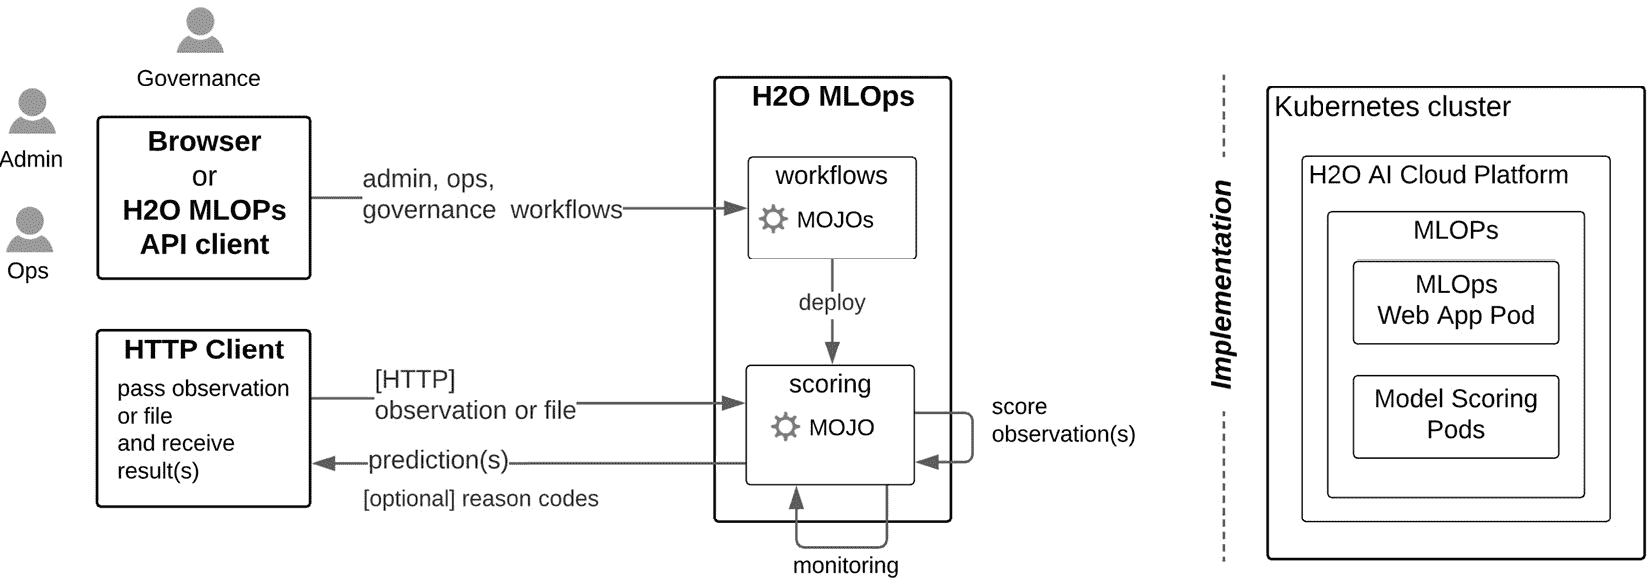 Governance
Admin
Ops
Browser
or
H2O MLOPs
API client
admin, ops,
governance workflows
H2O MLOps
workflows
MOJOs
deploy
HTTP Client
pass observation
or file
and receive
result(s)
[HTTP]
observation or file
prediction(s)
[optional] reason codes
scoring
MOJO
score
observation(s)
monitoring
Implementation
Kubernetes cluster
H2O AI Cloud Platform
MLOPs
MLOps
Web App Pod
Model Scoring
Pods